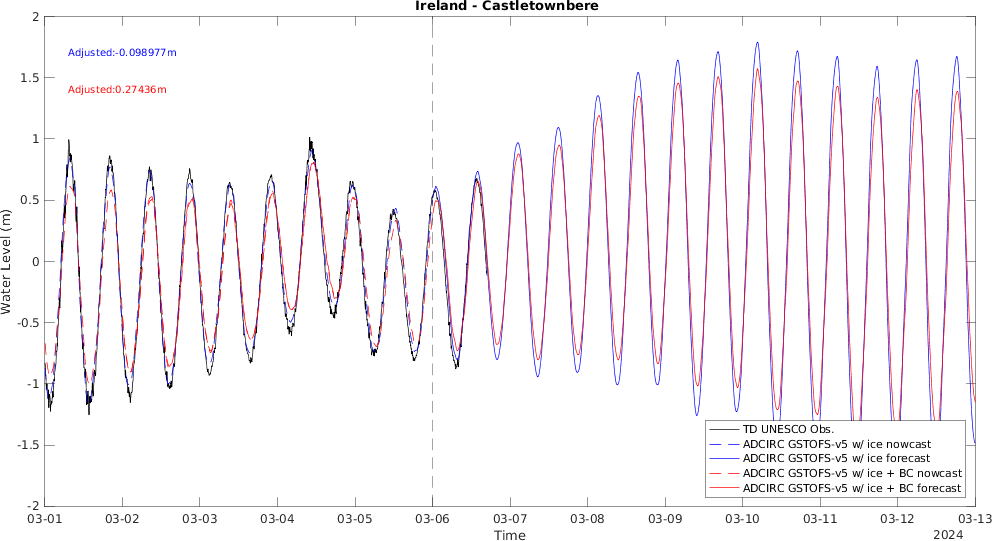 Ireland - Castletownbere
2
1.5
1
0.5
0
-0.5
-1
-1.5
-2
Water Level (m)
Adjusted:-0.098977m
Adjusted:0.27436m
TD UNESCO Obs.
ADCIRC GSTOFS-v5 w/ ice nowcast
ADCIRC GSTOFS-v5 w/ ice forecast
ADCIRC GSTOFS-v5 w/ ice + BC nowcast
ADCIRC GSTOFS-v5 w/ ice + BC forecast
03-01 03-02 03-03 03-04 03-05 03-06 03-07 03-08 03-09 03-10 03-11 03-12 03-13
Time
2024